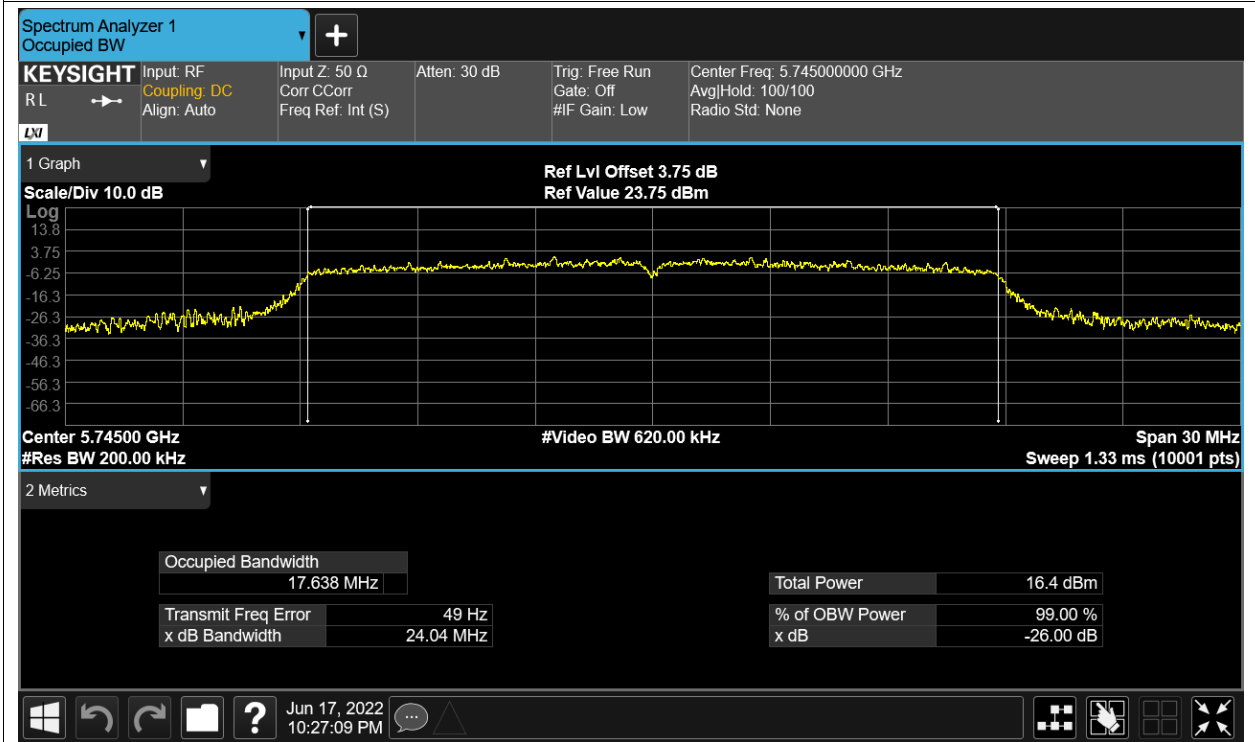 Spectrum Analyzer 1
Occupied BW
KEYSIGHT
R L
LXI
Input: RF
Coupling: DC
Align: Auto
Input Z: 50 Ω
Corr CCorr
Freq Ref: Int (S)
Atten: 30 dB
Trig: Free Run
Gate: Off
#IF Gain: Low
Center Freq: 5.745000000 GHz
Avg|Hold: 100/100
Radio Std: None
1 Graph
Scale/Div 10.0 dB
Ref Lvl Offset 3.75 dB
Ref Value 23.75 dBm
Log
13.8
3.75
-6.25
-16.3
-26.3
-36.3
-46.3
-56.3
-66.3
Center 5.74500 GHz
#Res BW 200.00 kHz
#Video BW 620.00 kHz
Span 30 MHz
Sweep 1.33 ms (10001 pts)
2 Metrics
Occupied Bandwidth
17.638 MHz
Transmit Freq Error 49 Hz
x dB Bandwidth 24.04 MHz
Total Power 16.4 dBm
% of OBW Power 99.00 %
x dB -26.00 dB
?
Jun 17, 2022
10:27:09 PM